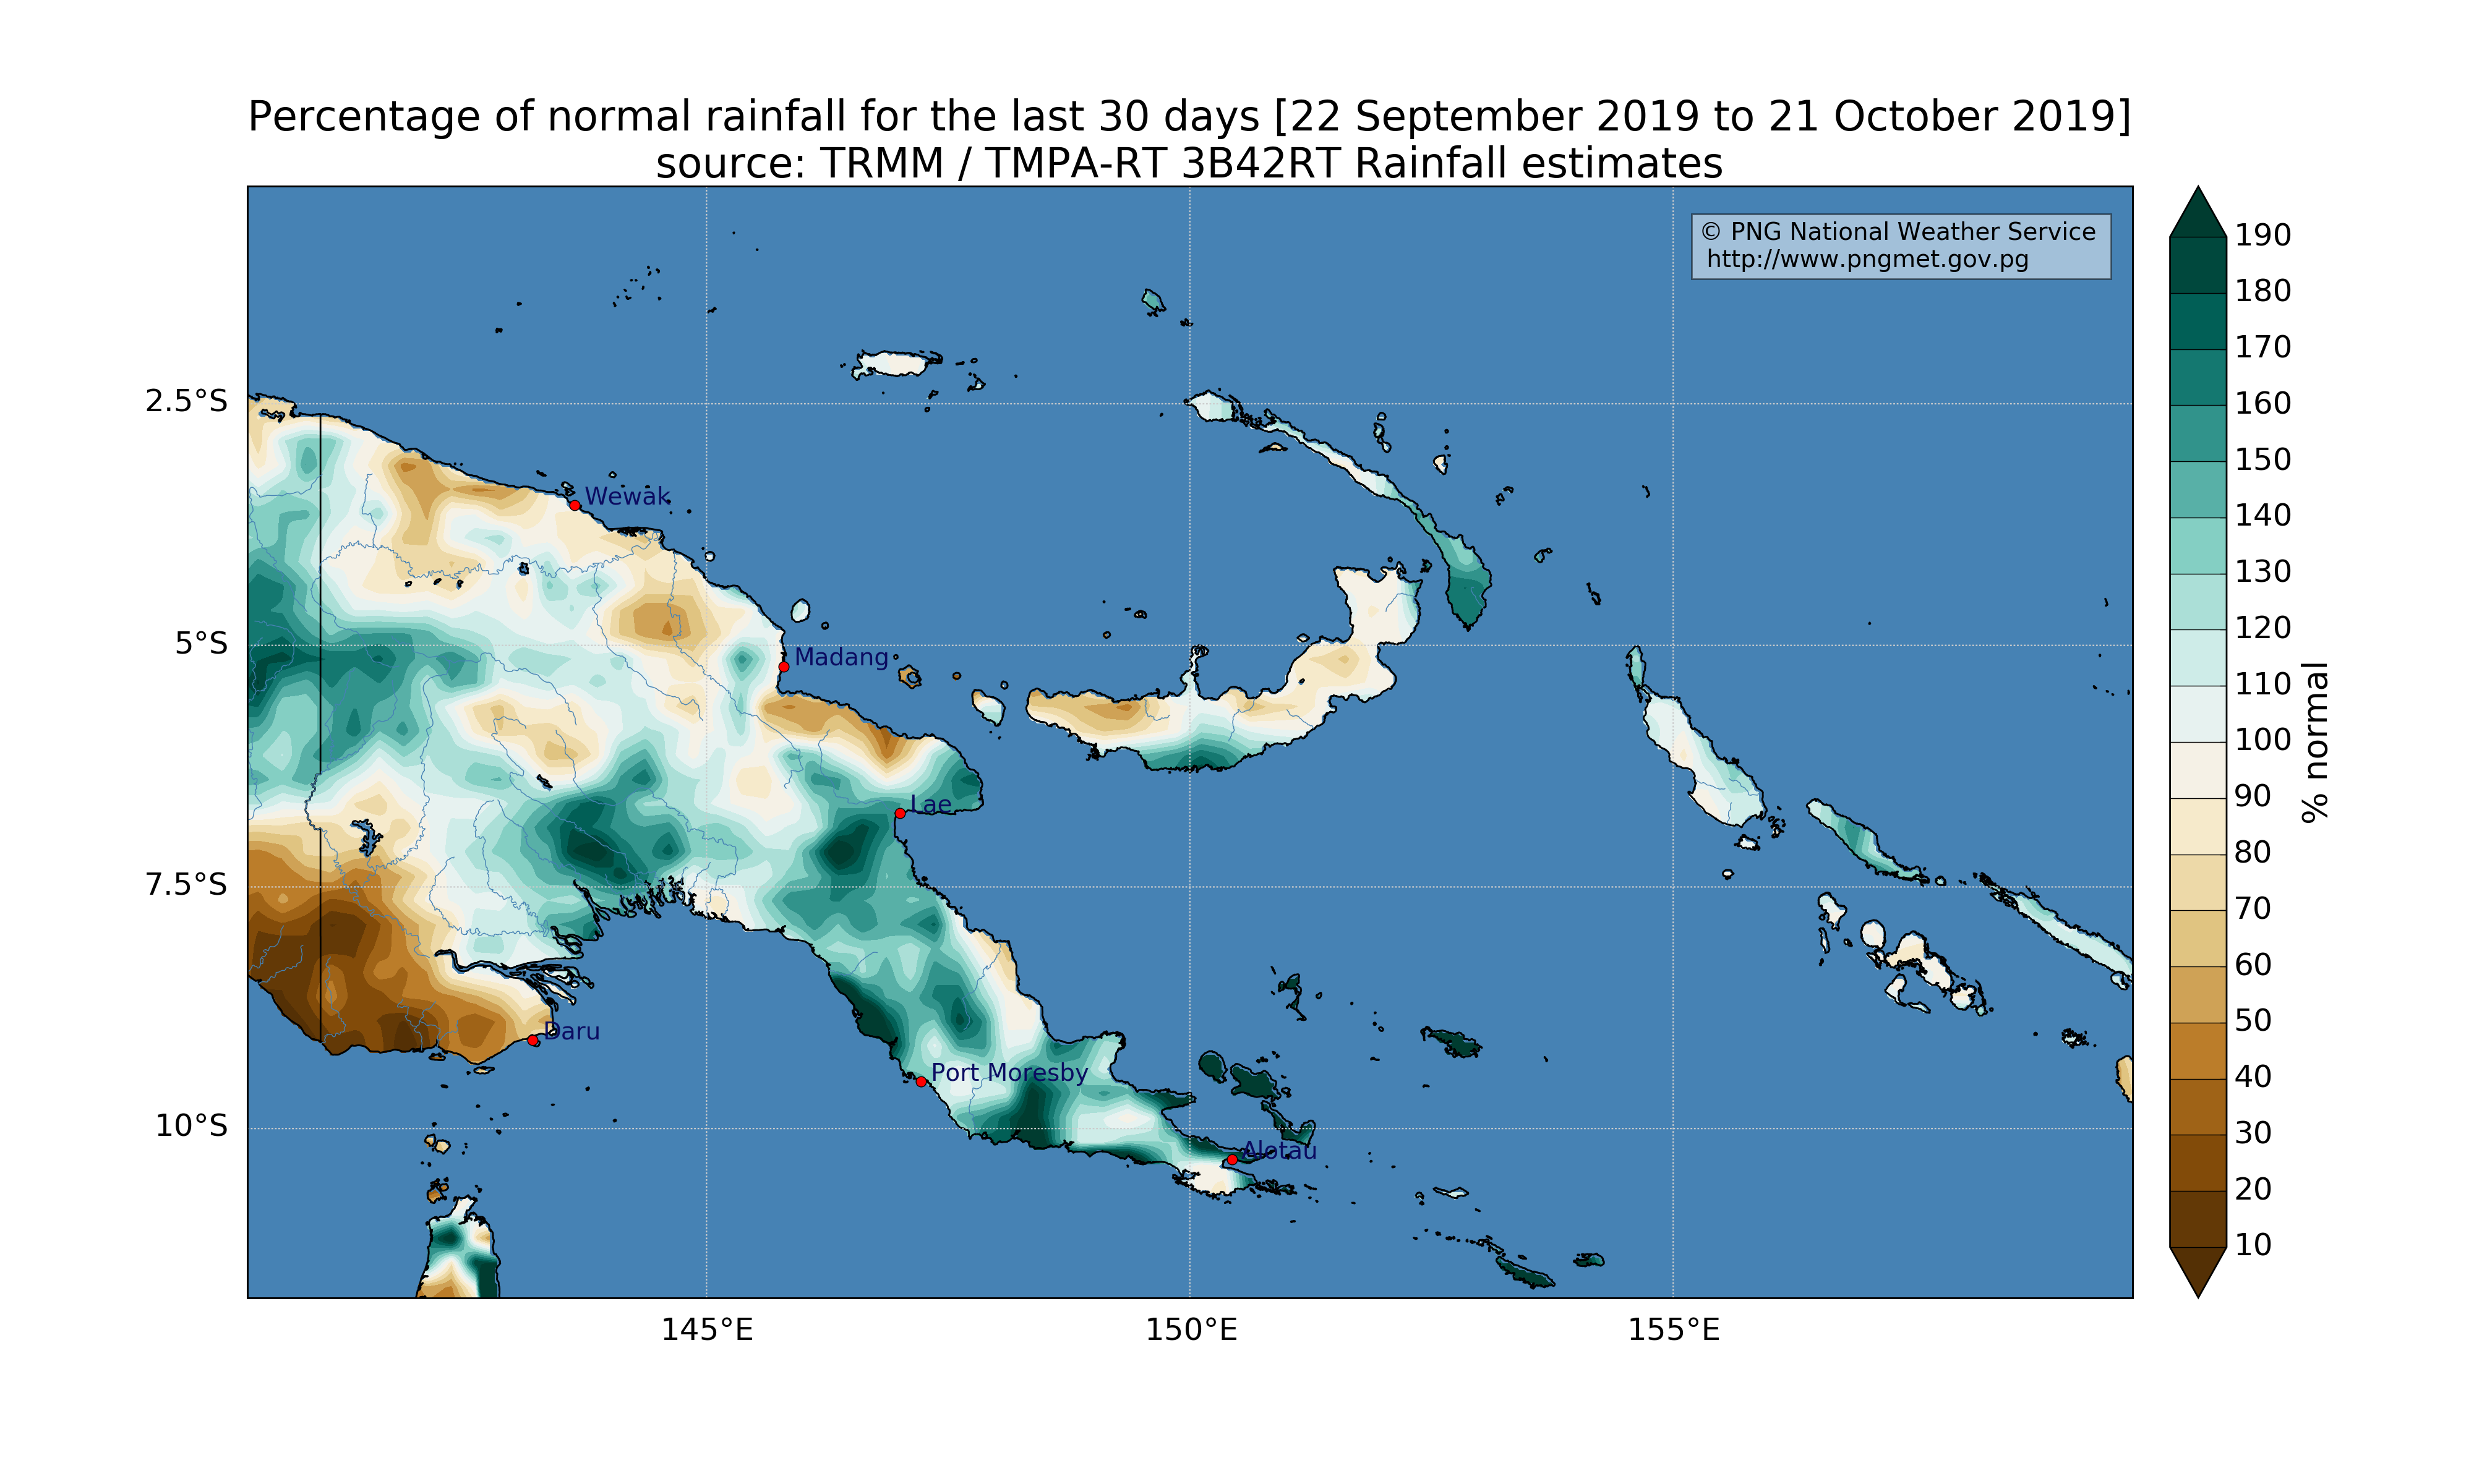 Percentage of normal rainfall for the last 30 days [22 September 2019 to 21 October 2019]
source: TRMM / TMPA-RT 3B42RT Rainfall estimates
© PNG National Weather Service
http://www.pngmet.gov.pg
2.5°S
5°S
7.5°S
10°S
145°E
150°E
155°E
Wewak
Madang
Lae
Daru
Port Moresby
Alotau
190
180
170
160
150
140
130
120
110
100
90
80
70
60
50
40
30
20
10
% normal